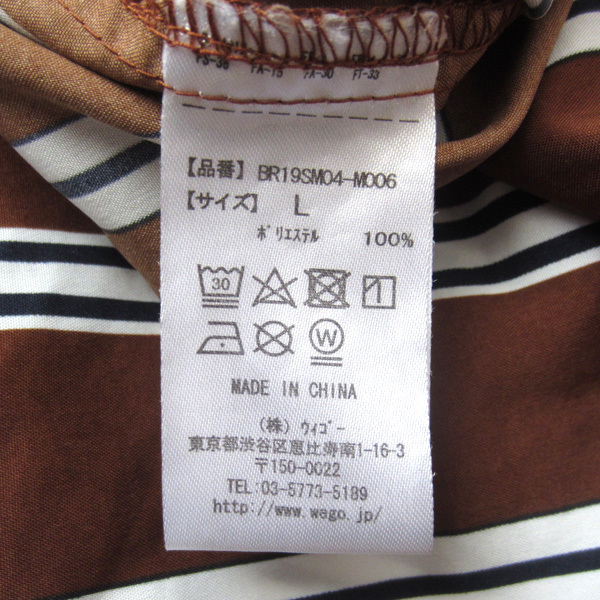 【品番】 BR19SM04-M006
【サイズ】 L
ポリエステル 100%
30
W
MADE IN CHINA
(株) ウィゴー
東京都渋谷区恵比寿南1-16-3
〒150-0022
TEL:03-5773-5189
http://www.wego.jp/